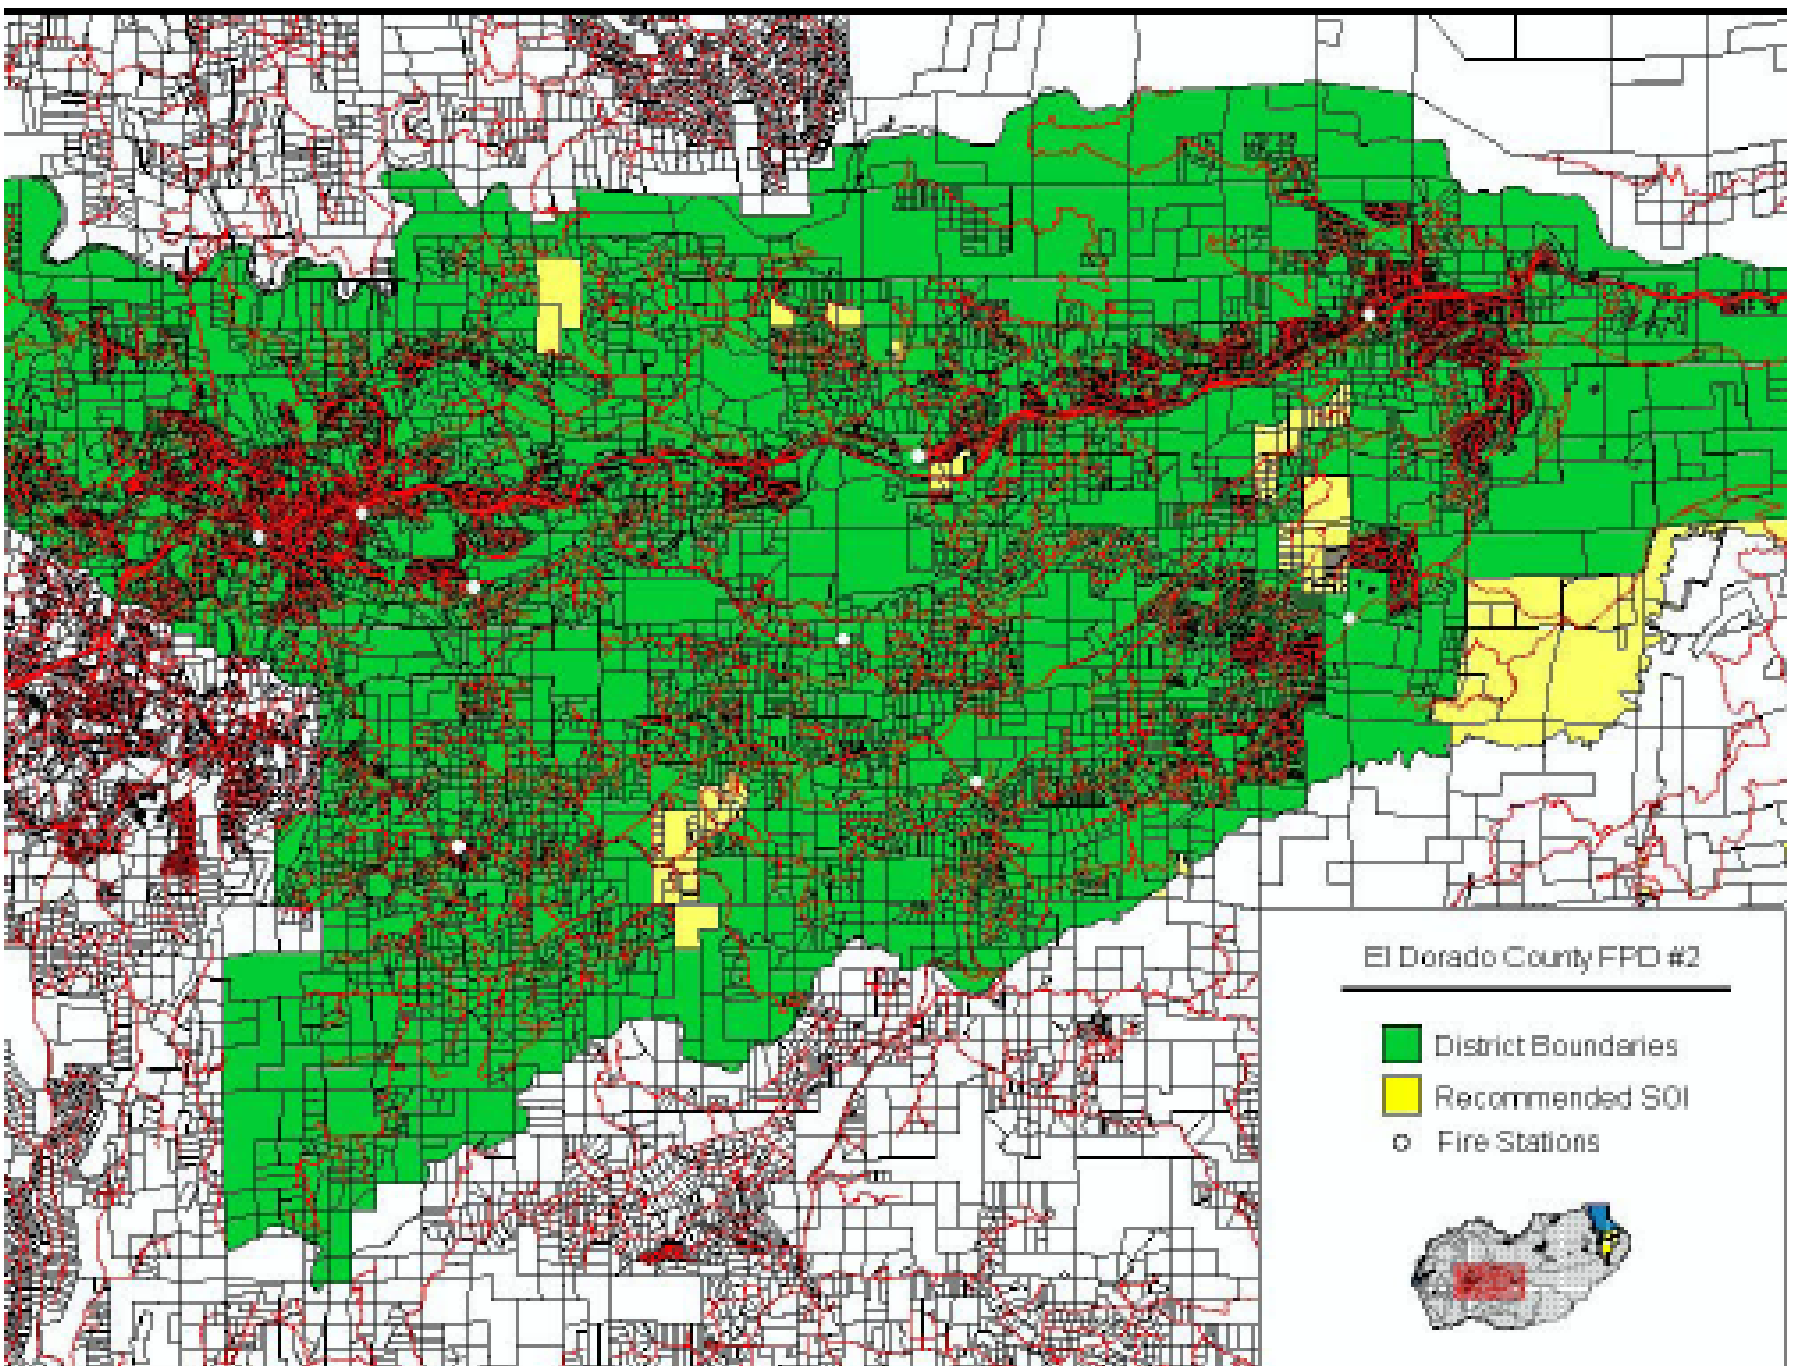 El Dorado County FPD #2
District Boundaries
Recommended SOI
Fire Stations